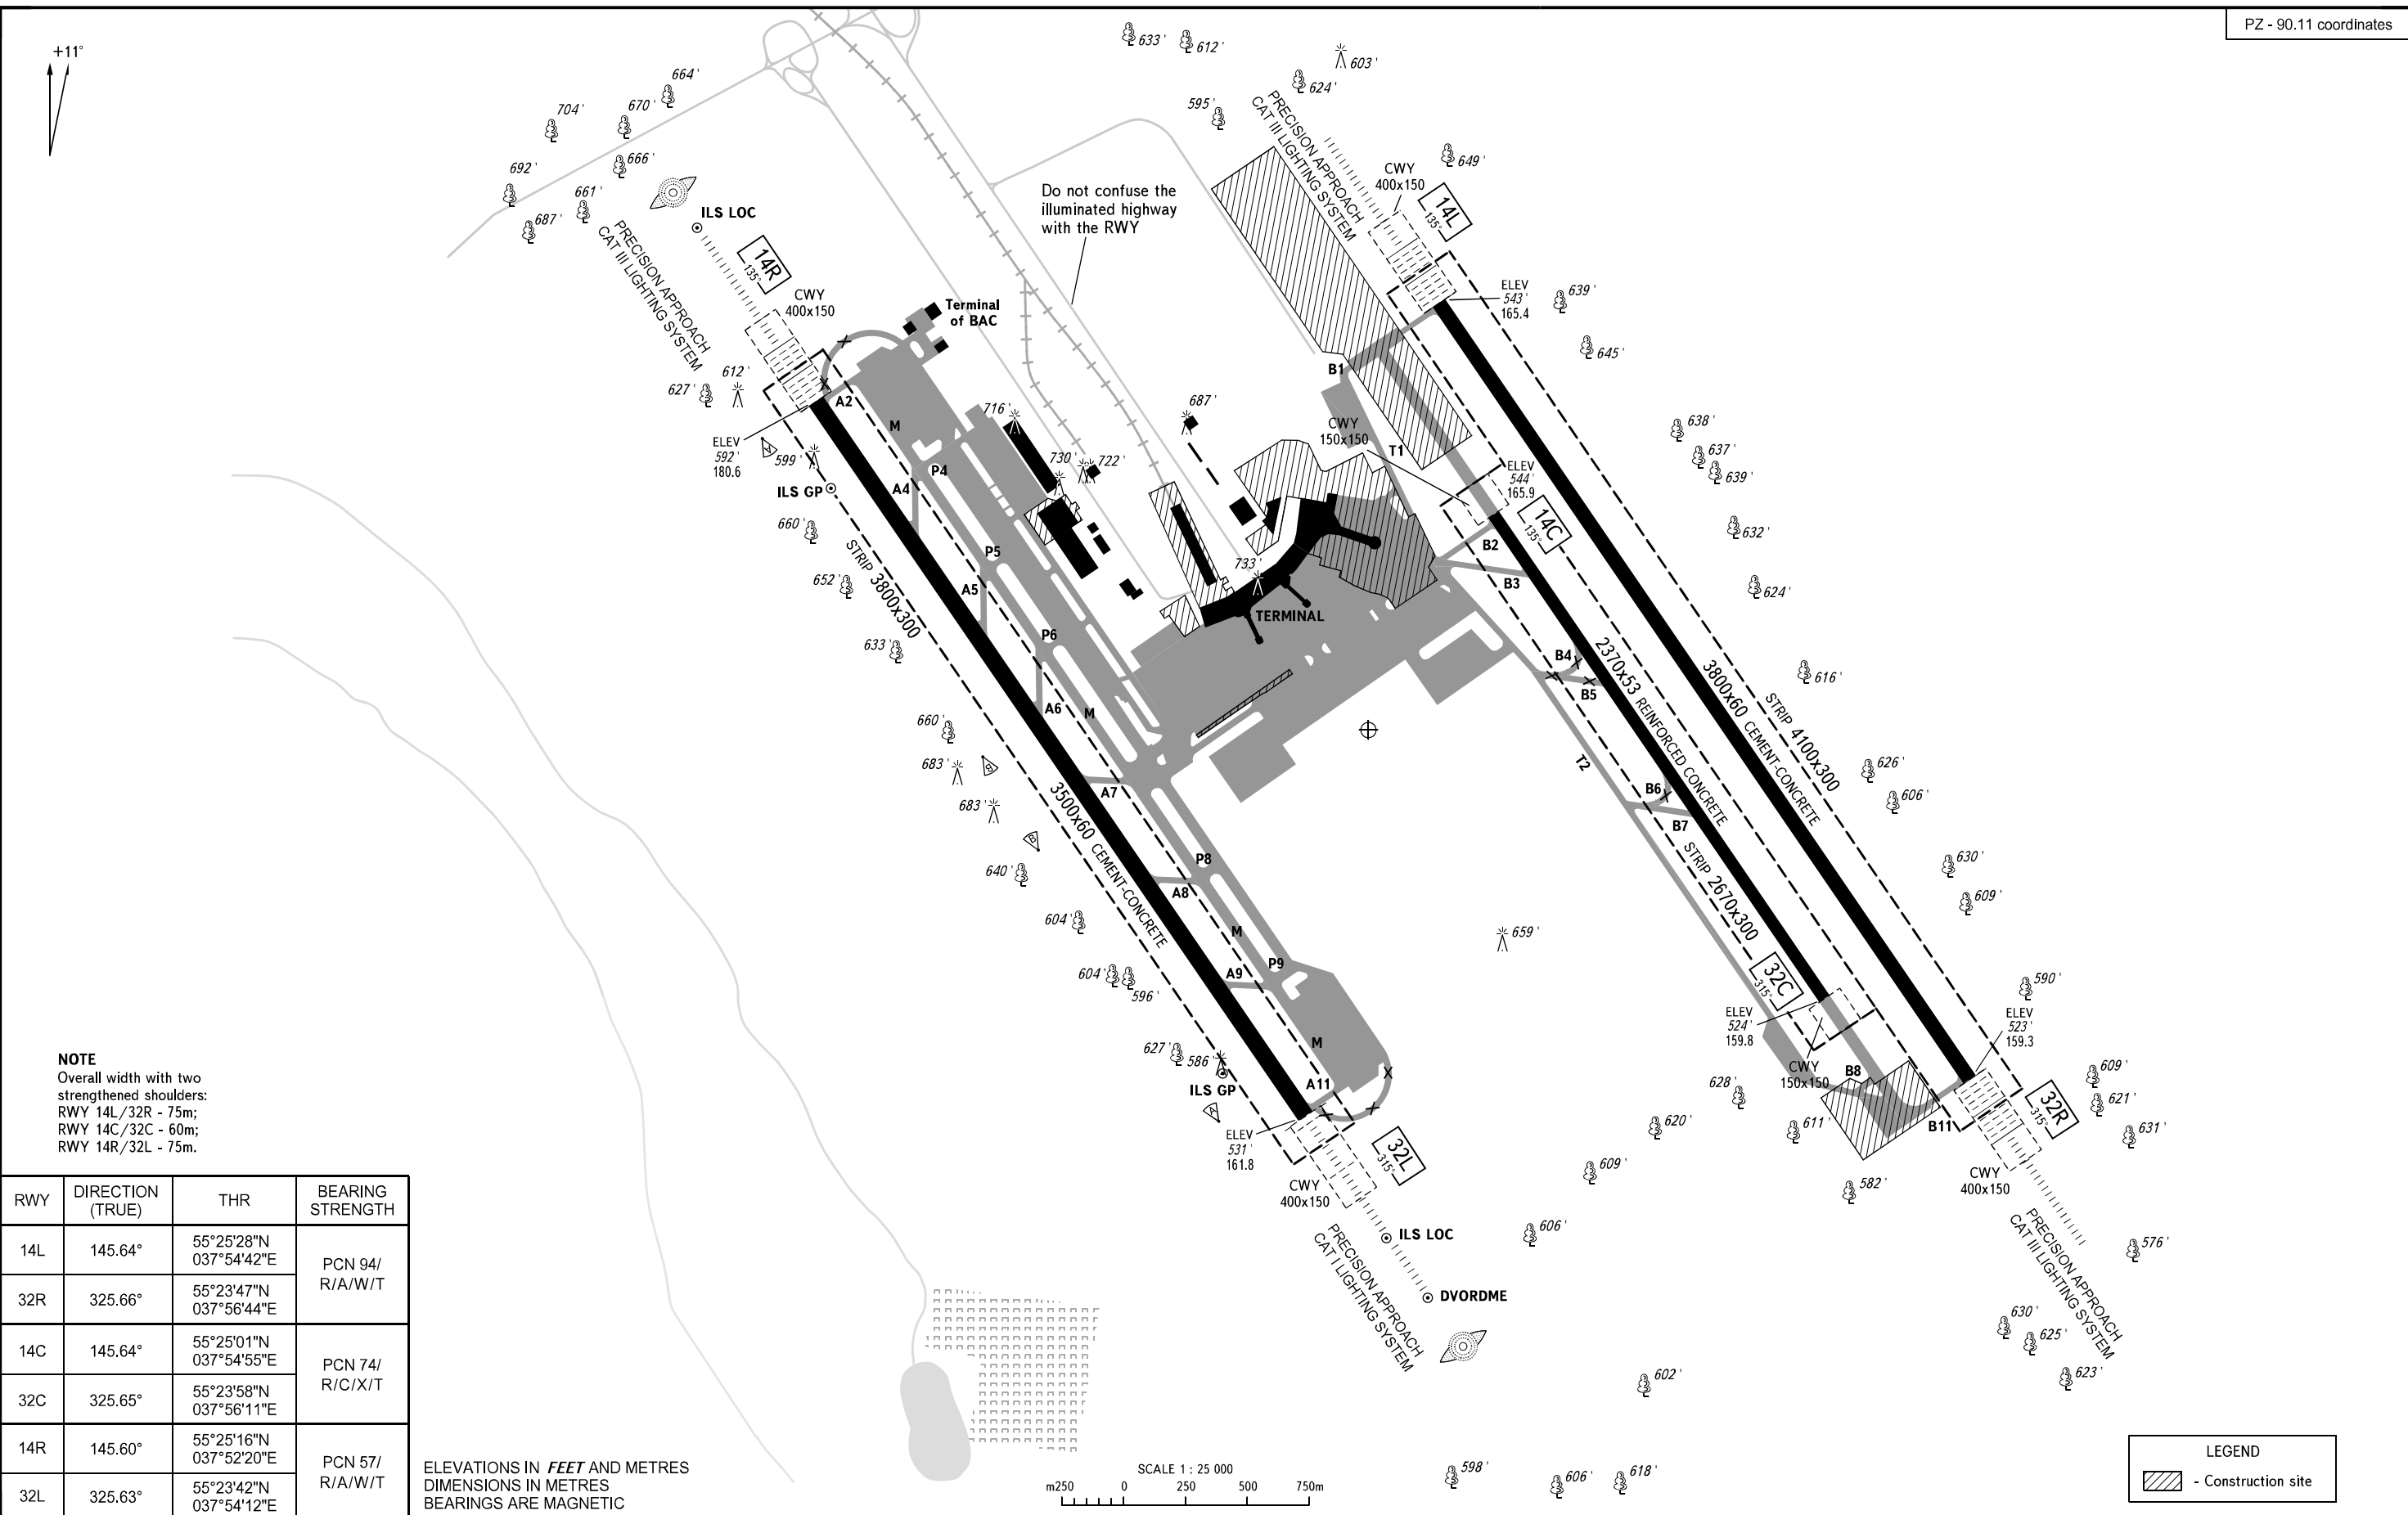 PZ - 90.11 coordinates
+11°
633'
612'
603'
624'
595'
664'
670'
704'
666'
692'
661'
687'
649'
PRECISION APPROACH
CAT III LIGHTING SYSTEM
CWY
400x150
14L
135°
Do not confuse the
illuminated highway
with the RWY
ILS LOC
PRECISION APPROACH
CAT III LIGHTING SYSTEM
14R
135°
CWY
400x150
Terminal
of BAC
ELEV
543'
165.4
639'
645'
612'
627'
A2
M
716'
687'
B1
CWY
150x150
T1
638'
637'
639'
ELEV
592'
180.6
599'
ILS GP
A4
P4
730'
722'
ELEV
544'
165.9
14C
135°
632'
660'
STRIP 3800x300
652'
633'
P5
A5
P6
A6
M
733'
TERMINAL
B2
B3
624'
B4
B5
2370x53 REINFORCED CONCRETE
3800x60 CEMENT-CONCRETE
STRIP 4100x300
616'
660'
683'
B
683'
B
A7
3500x60 CEMENT-CONCRETE
T2
B6
B7
STRIP 2670x300
626'
606'
640'
604'
604'
596'
P8
A8
M
A9
P9
659'
630'
609'
32C
315°
590'
ELEV
524'
159.8
ELEV
523'
159.3
627'
586'
ILS GP
A
M
A11
CWY
150x150
B8
B11
32R
315°
609'
621'
631'
628'
620'
611'
609'
582'
606'
ELEV
531'
161.8
32L
315°
CWY
400x150
CWY
400x150
ILS LOC
DVORDME
PRECISION APPROACH
CAT I LIGHTING SYSTEM
PRECISION APPROACH
CAT III LIGHTING SYSTEM
576'
630'
625'
623'
602'
598'
606'
618'
NOTE
Overall width with two
strengthened shoulders:
RWY 14L/32R - 75m;
RWY 14C/32C - 60m;
RWY 14R/32L - 75m.
RWY DIRECTION (TRUE) THR BEARING STRENGTH
14L 145.64° 55°25'28"N 037°54'42"E PCN 94/ R/A/W/T
32R 325.66° 55°23'47"N 037°56'44"E
14C 145.64° 55°25'01"N 037°54'55"E PCN 74/ R/C/X/T
32C 325.65° 55°23'58"N 037°56'11"E
14R 145.60° 55°25'16"N 037°52'20"E PCN 57/ R/A/W/T
32L 325.63° 55°23'42"N 037°54'12"E
ELEVATIONS IN FEET AND METRES
DIMENSIONS IN METRES
BEARINGS ARE MAGNETIC
SCALE 1 : 25 000
m250 0 250 500 750m
LEGEND
- Construction site